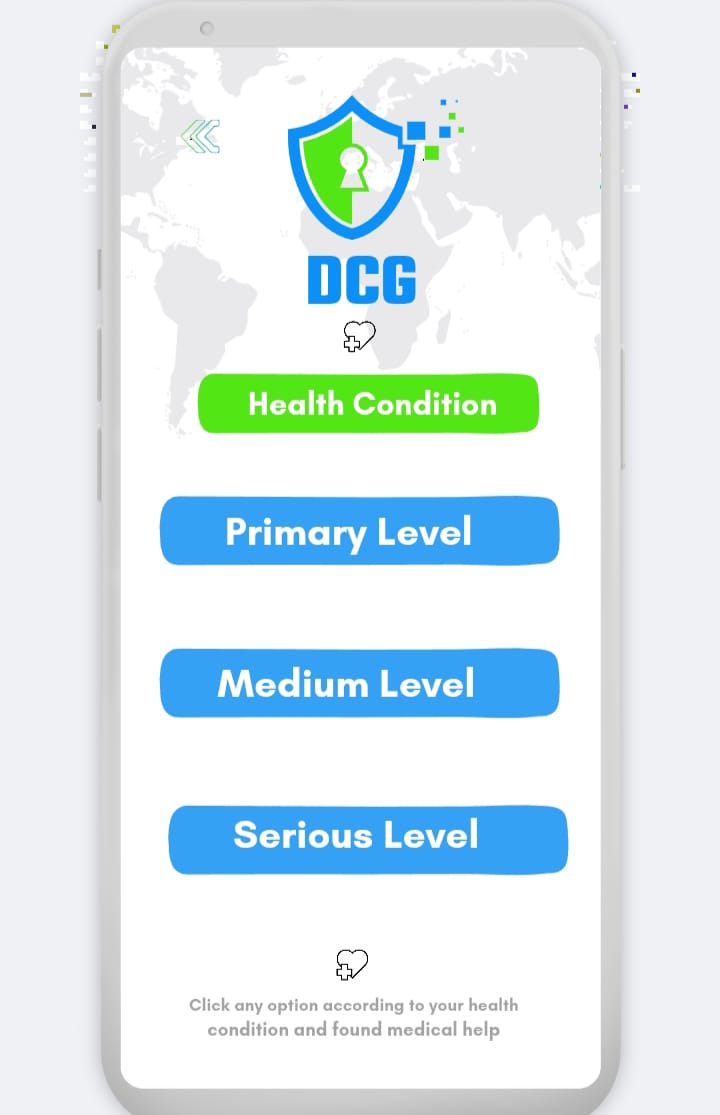 DCG
Health Condition
Primary Level
Medium Level
Serious Level
Click any option according to your health
condition and found medical help